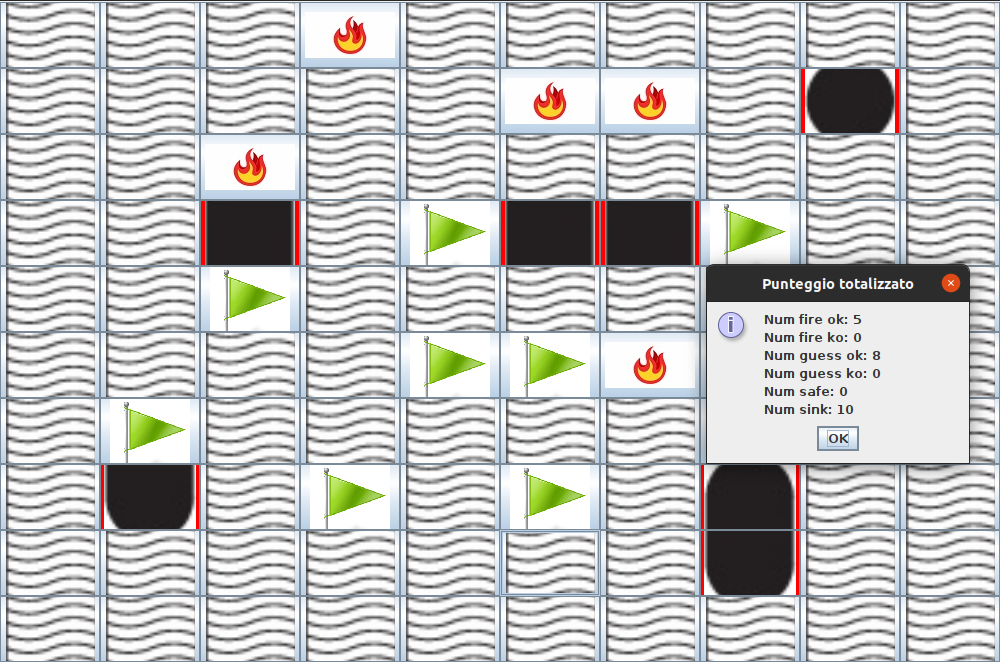 Punteggio totalizzato
Num fire ok: 5
Num fire ko: 0
Num guess ok: 8
Num guess ko: 0
Num safe: 0
Num sink: 10
OK